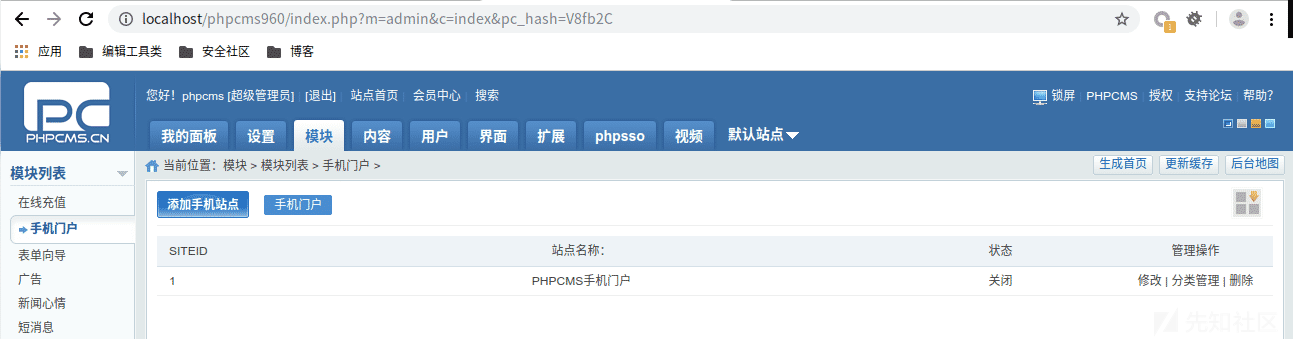 localhost/phpcms960/index.php?m=admin&c=index&pc_hash=V8fb2C
应用 编辑工具类 安全社区 博客
PC
PHPCMS.CN
您好！phpcms [超级管理员] | [退出] | 站点首页 | 会员中心 | 搜索
锁屏 | PHPCMS | 授权 | 支持论坛 | 帮助？
我的面板 设置 模块 内容 用户 界面 扩展 phpsso 视频 默认站点
模块列表
当前位置：模块 > 模块列表 > 手机门户 >
生成首页 更新缓存 后台地图
在线充值
手机门户
表单向导
广告
新闻心情
短消息
添加手机站点 手机门户
SITEID 站点名称： 状态 管理操作
1 PHPCMS手机门户 关闭 修改 | 分类管理 | 删除
先知社区